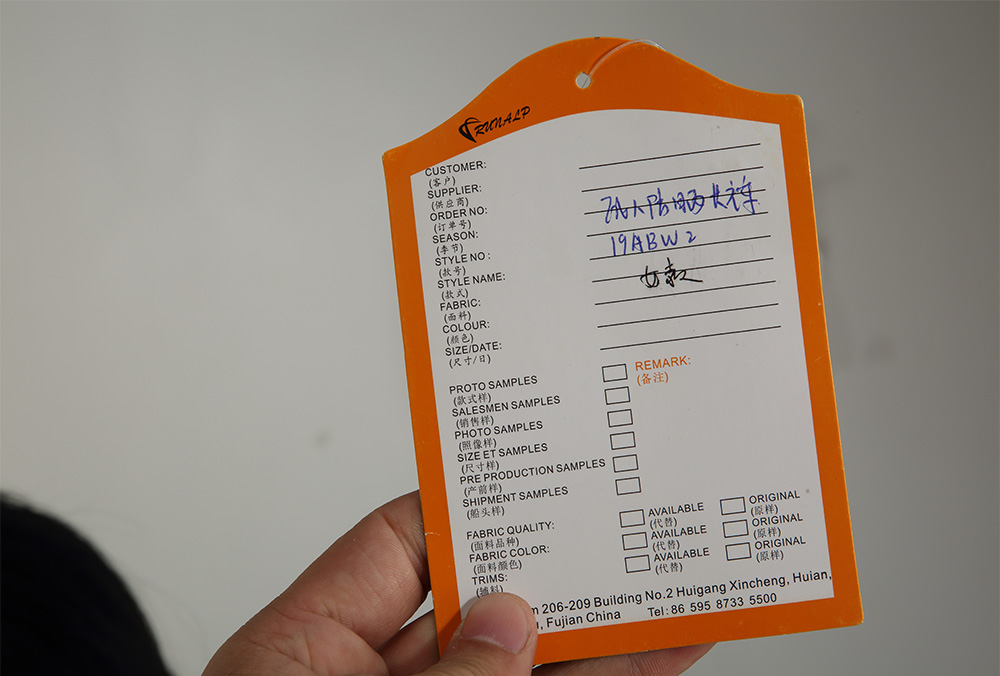 RUNALP
CUSTOMER:
(客户)
SUPPLIER:
(供应商)
ORDER NO:
(订单号)
SEASON:
(季节)
19ABW2
STYLE NO :
(款号)
女款
STYLE NAME:
(款式)
FABRIC:
(面料)
COLOUR:
(颜色)
SIZE/DATE:
(尺寸/日)
REMARK:
(备注)
PROTO SAMPLES
(款式样)
SALESMEN SAMPLES
(销售样)
PHOTO SAMPLES
(照像样)
SIZE ET SAMPLES
(尺寸样)
PRE PRODUCTION SAMPLES
(产前样)
SHIPMENT SAMPLES
(船头样)
FABRIC QUALITY: AVAILABLE ORIGINAL
(面料品种) (代替) (原样)
FABRIC COLOR: AVAILABLE ORIGINAL
(面料颜色) (代替) (原样)
TRIMS: AVAILABLE ORIGINAL
(辅料) (代替) (原样)
206-209 Building No.2 Huigang Xincheng, Huian,
Fujian China Tel: 86 595 8733 5500